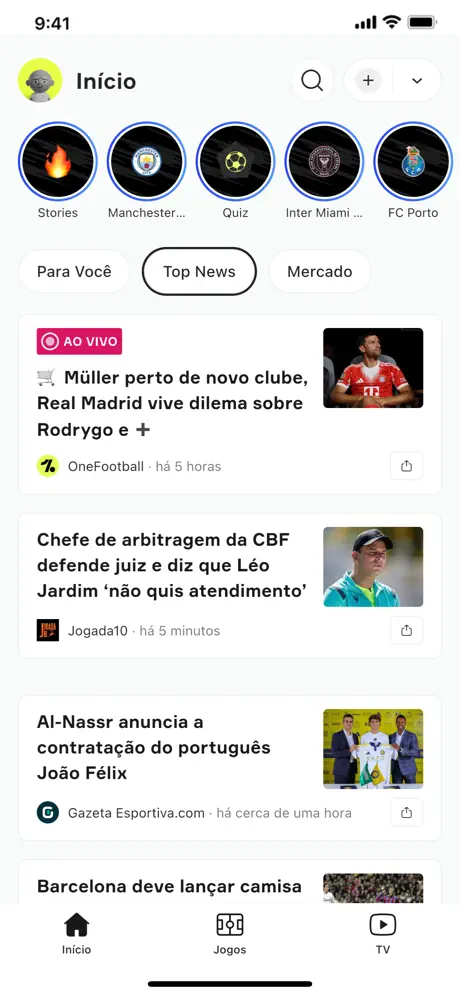 9:41
Início
Stories
Manchester...
Quiz
Inter Miami ...
FC Porto
Para Você
Top News
Mercado
AO VIVO
🛒 Müller perto de novo clube,
Real Madrid vive dilema sobre
Rodrygo e ➕
OneFootball · há 5 horas
Chefe de arbitragem da CBF
defende juiz e diz que Léo
Jardim ‘não quis atendimento’
JOGADA
10
Jogada10 · há 5 minutos
Al-Nassr anuncia a
contratação do português
João Félix
Gazeta Esportiva.com · há cerca de uma hora
Barcelona deve lançar camisa
Início
Jogos
TV